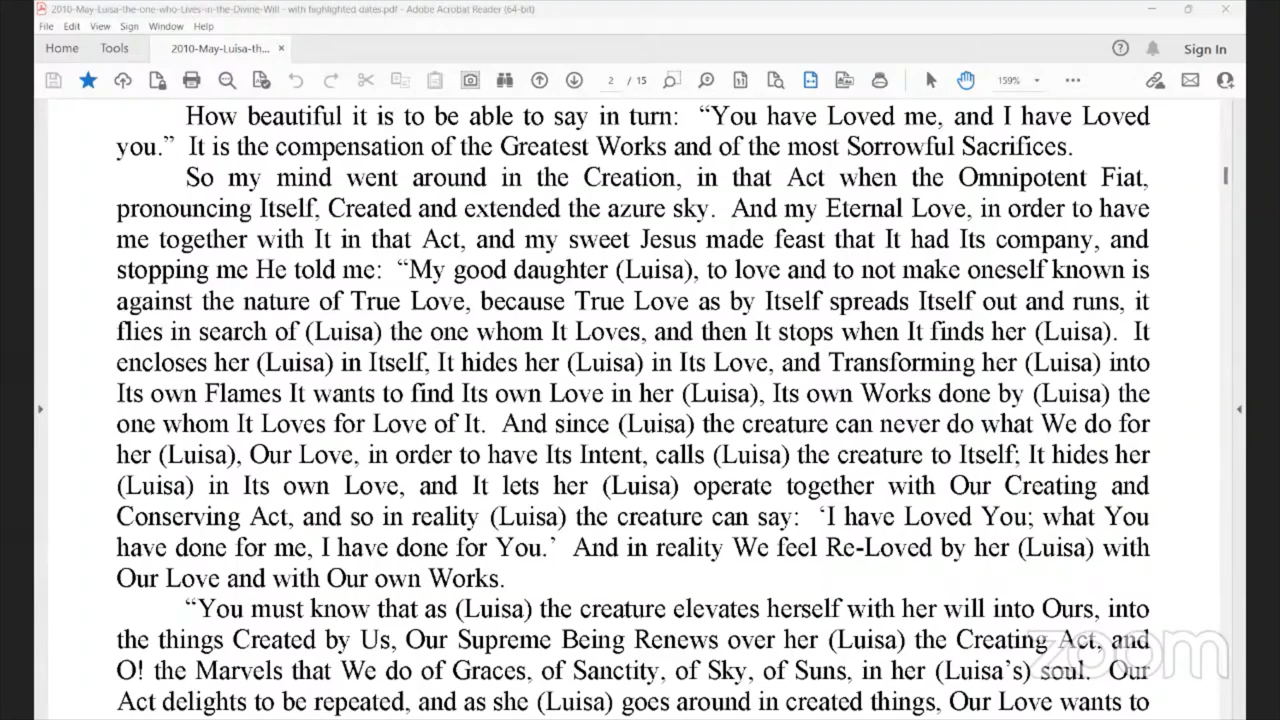 2010-May-Luisa-the-one-who-Lives-in-the-Divine-Will - with highlighted dates.pdf - Adobe Acrobat Reader (64-bit)
File Edit View Sign Window Help
Home Tools 2010-May-Luisa-th... × Sign In
2 / 15 159%
How beautiful it is to be able to say in turn: “You have Loved me, and I have Loved
you.” It is the compensation of the Greatest Works and of the most Sorrowful Sacrifices.
So my mind went around in the Creation, in that Act when the Omnipotent Fiat,
pronouncing Itself, Created and extended the azure sky. And my Eternal Love, in order to have
me together with It in that Act, and my sweet Jesus made feast that It had Its company, and
stopping me He told me: “My good daughter (Luisa), to love and to not make oneself known is
against the nature of True Love, because True Love as by Itself spreads Itself out and runs, it
flies in search of (Luisa) the one whom It Loves, and then It stops when It finds her (Luisa). It
encloses her (Luisa) in Itself, It hides her (Luisa) in Its Love, and Transforming her (Luisa) into
Its own Flames It wants to find Its own Love in her (Luisa), Its own Works done by (Luisa) the
one whom It Loves for Love of It. And since (Luisa) the creature can never do what We do for
her (Luisa), Our Love, in order to have Its Intent, calls (Luisa) the creature to Itself; It hides her
(Luisa) in Its own Love, and It lets her (Luisa) operate together with Our Creating and
Conserving Act, and so in reality (Luisa) the creature can say: ‘I have Loved You; what You
have done for me, I have done for You.’ And in reality We feel Re-Loved by her (Luisa) with
Our Love and with Our own Works.
“You must know that as (Luisa) the creature elevates herself with her will into Ours, into
the things Created by Us, Our Supreme Being Renews over her (Luisa) the Creating Act, and
O! the Marvels that We do of Graces, of Sanctity, of Sky, of Suns, in her (Luisa’s) soul. Our
Act delights to be repeated, and as she (Luisa) goes around in created things, Our Love wants to
zoom